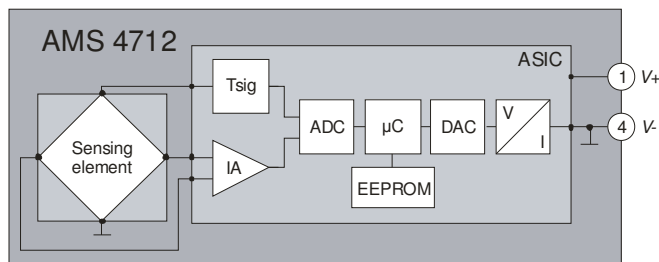 AMS 4712
ASIC
1 V+
Tsig
ADC
µC
DAC
V
I
4 V-
Sensing
element
IA
EEPROM